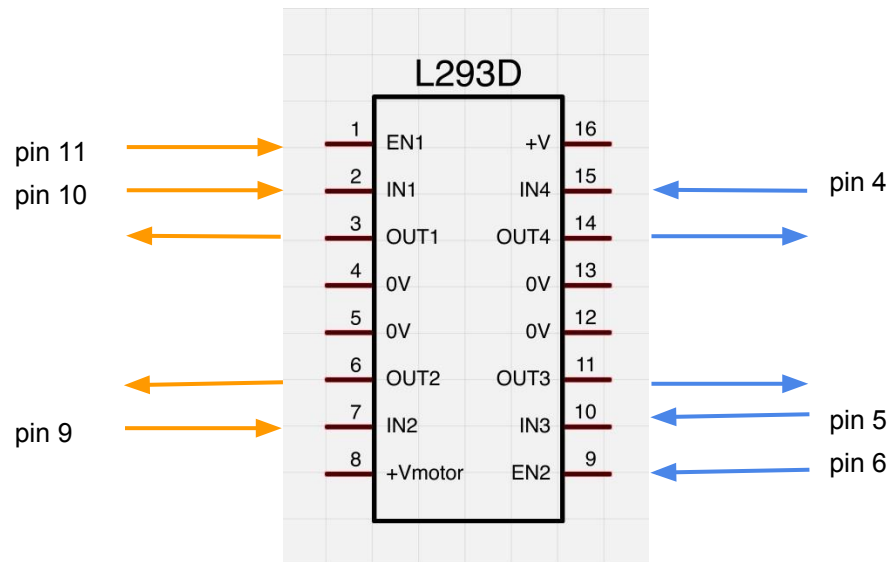 L293D
pin 11
1 EN1
+V 16
pin 10
2 IN1
IN4 15
pin 4
3 OUT1
OUT4 14
4 0V
0V 13
5 0V
0V 12
6 OUT2
OUT3 11
pin 9
7 IN2
IN3 10
pin 5
8 +Vmotor
EN2 9
pin 6